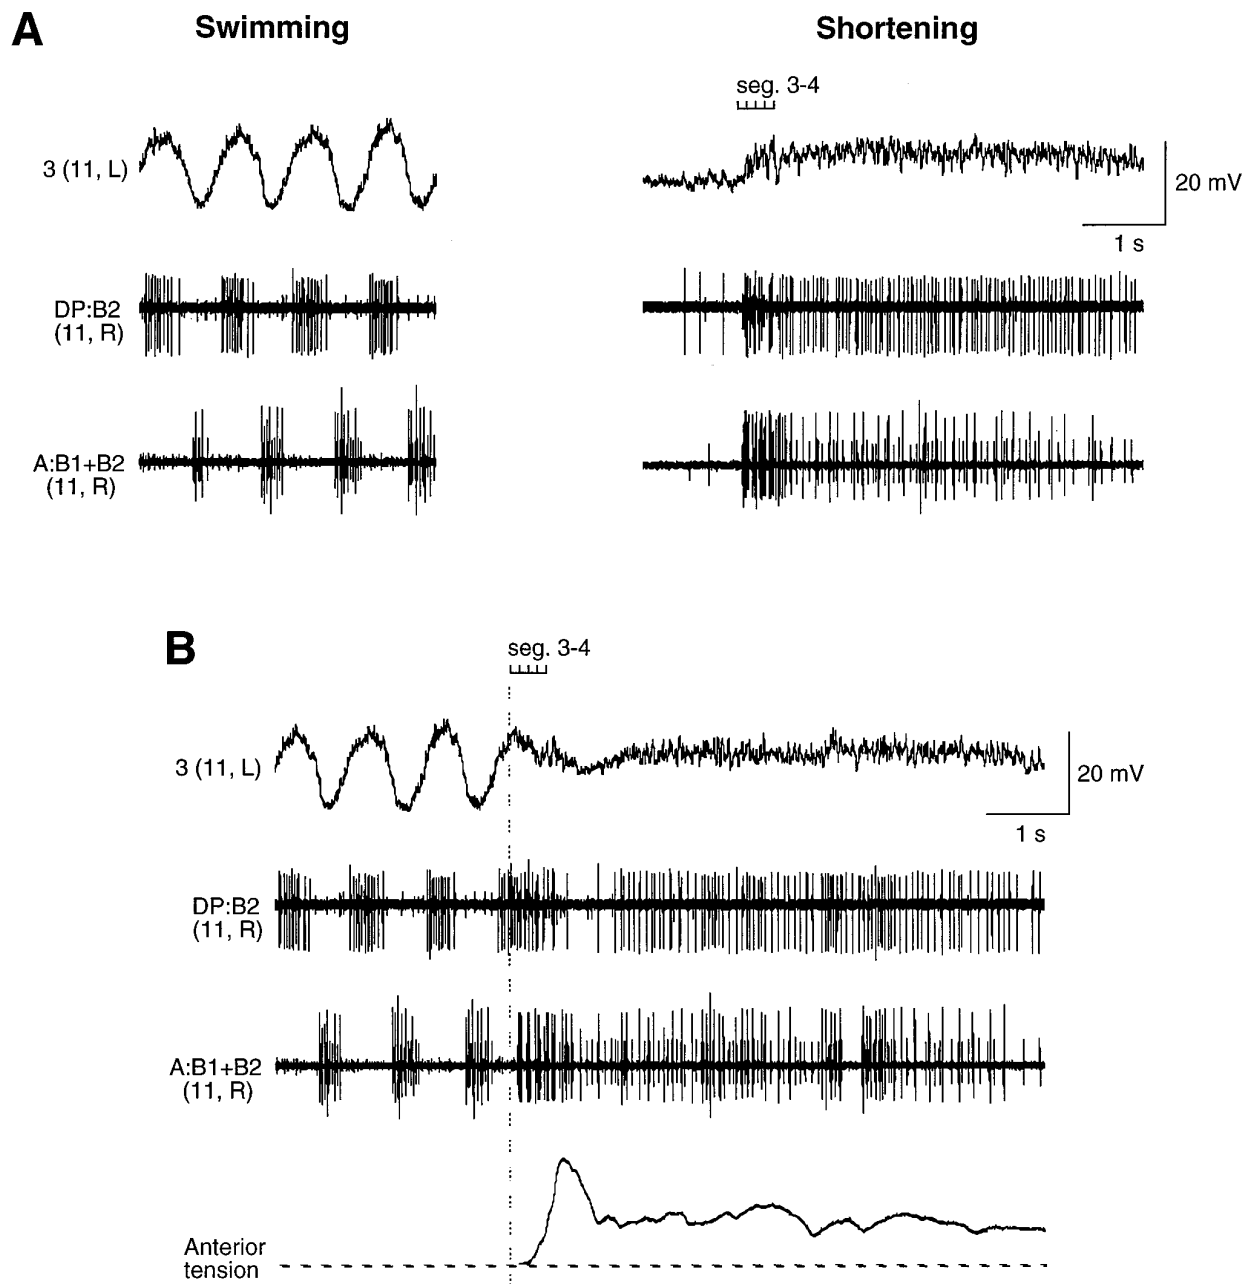 A
Swimming
Shortening
seg. 3-4
3 (11, L)
20 mV
1 s
DP:B2
(11, R)
A:B1+B2
(11, R)
B
seg. 3-4
3 (11, L)
20 mV
1 s
DP:B2
(11, R)
A:B1+B2
(11, R)
Anterior
tension